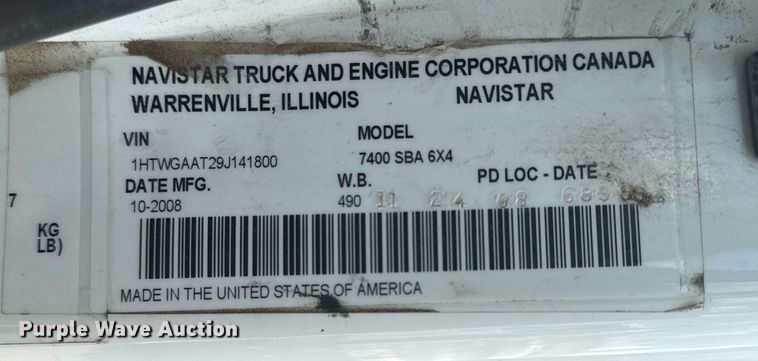 NAVISTAR TRUCK AND ENGINE CORPORATION CANADA
WARRENVILLE, ILLINOIS NAVISTAR
VIN MODEL
1HTWGAAT29J141800 7400 SBA 6X4
DATE MFG. W.B. PD LOC - DATE
10-2008 490 11 24 08
7
KG
LB)
MADE IN THE UNITED STATES OF AMERICA
Purple Wave Auction